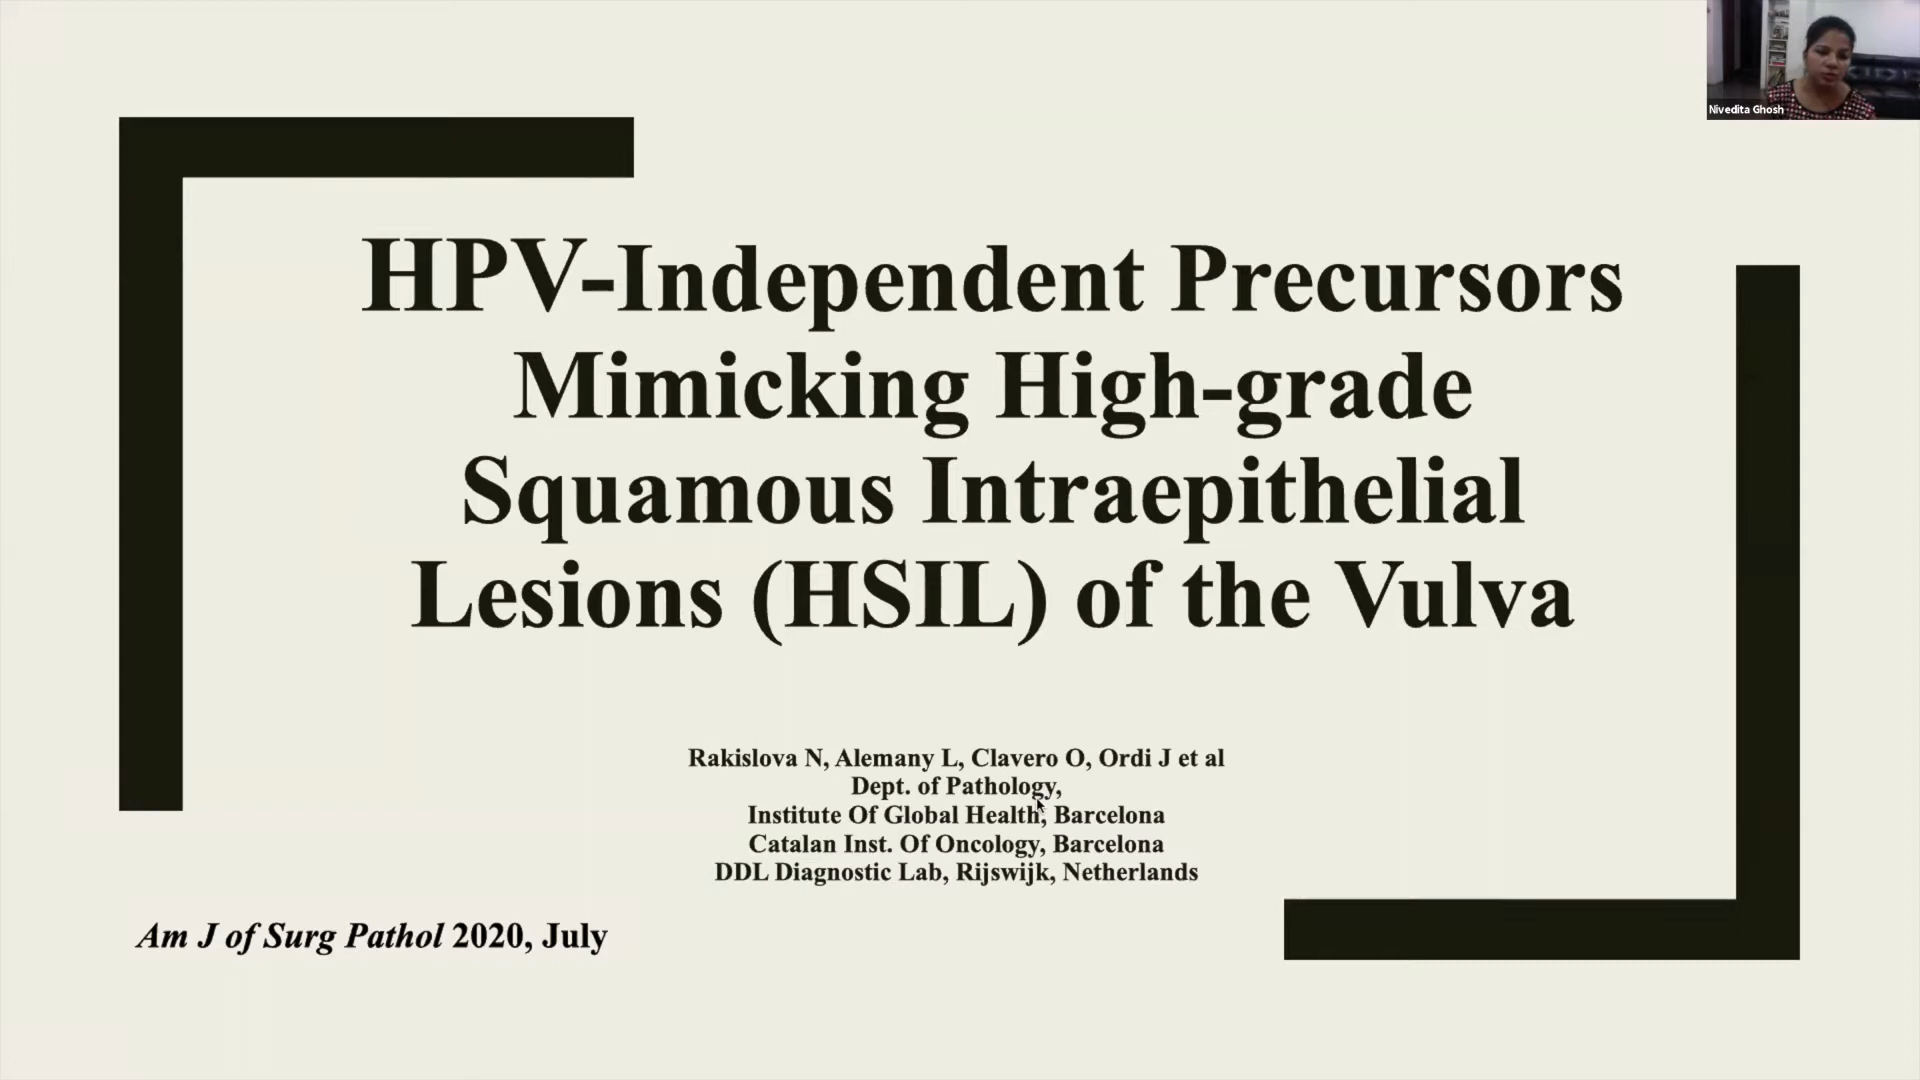 Nivedita Ghosh
HPV-Independent Precursors
Mimicking High-grade
Squamous Intraepithelial
Lesions (HSIL) of the Vulva
Rakislova N, Alemany L, Clavero O, Ordi J et al
Dept. of Pathology,
Institute Of Global Health, Barcelona
Catalan Inst. Of Oncology, Barcelona
DDL Diagnostic Lab, Rijswijk, Netherlands
Am J of Surg Pathol 2020, July